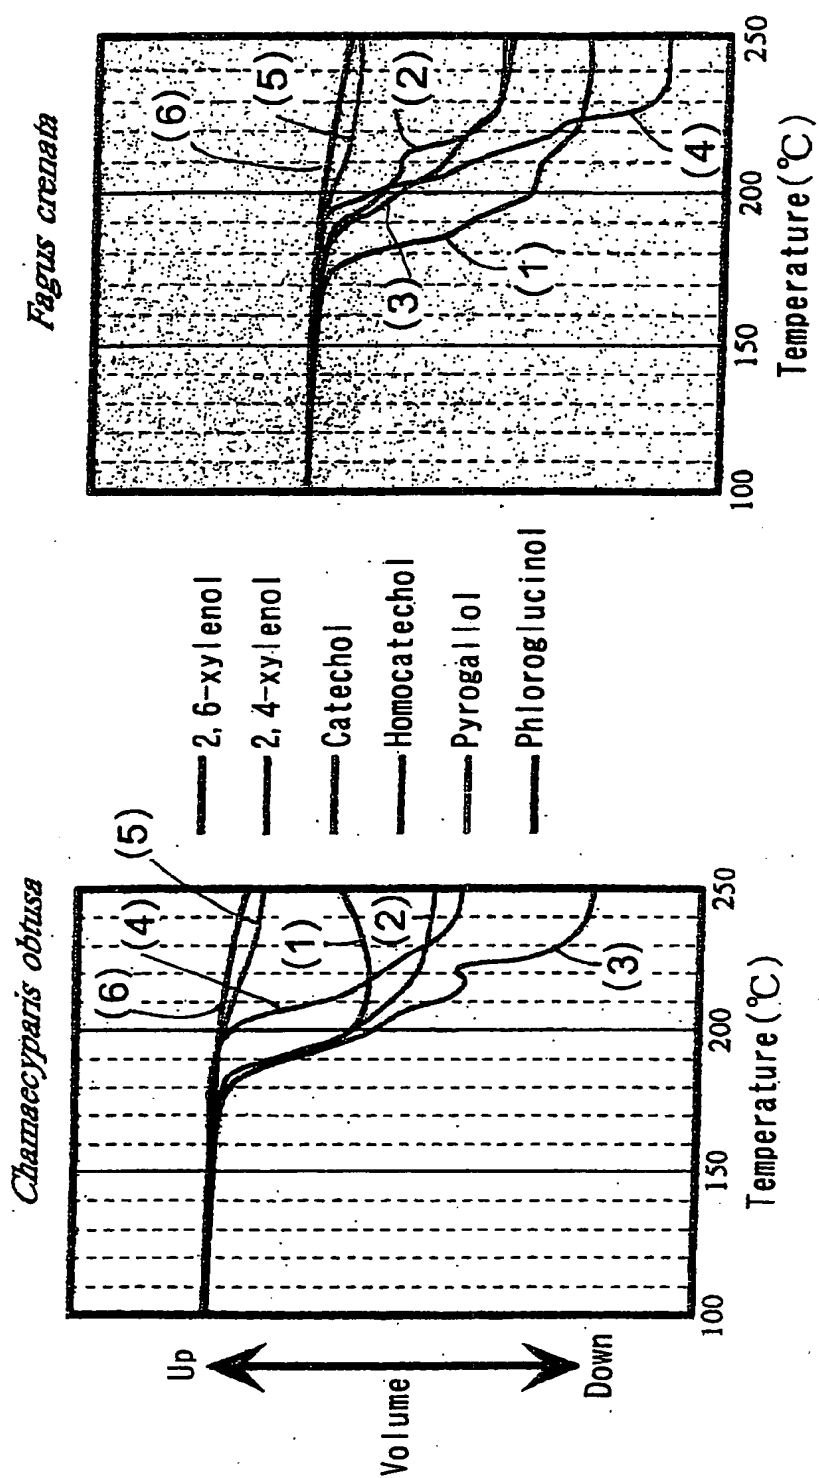 Chamaecyparis obtusa
Up
Volume
Down
(6)
(4)
(5)
(1)
(2)
(3)
100
150
200
250
Temperature(℃)
2,6-xylenol
2,4-xylenol
Catechol
Homocatechol
Pyrogallol
Phloroglucinol
Fagus crenata
(6)
(5)
(2)
(3)
(1)
(4)
100
150
200
250
Temperature(℃)